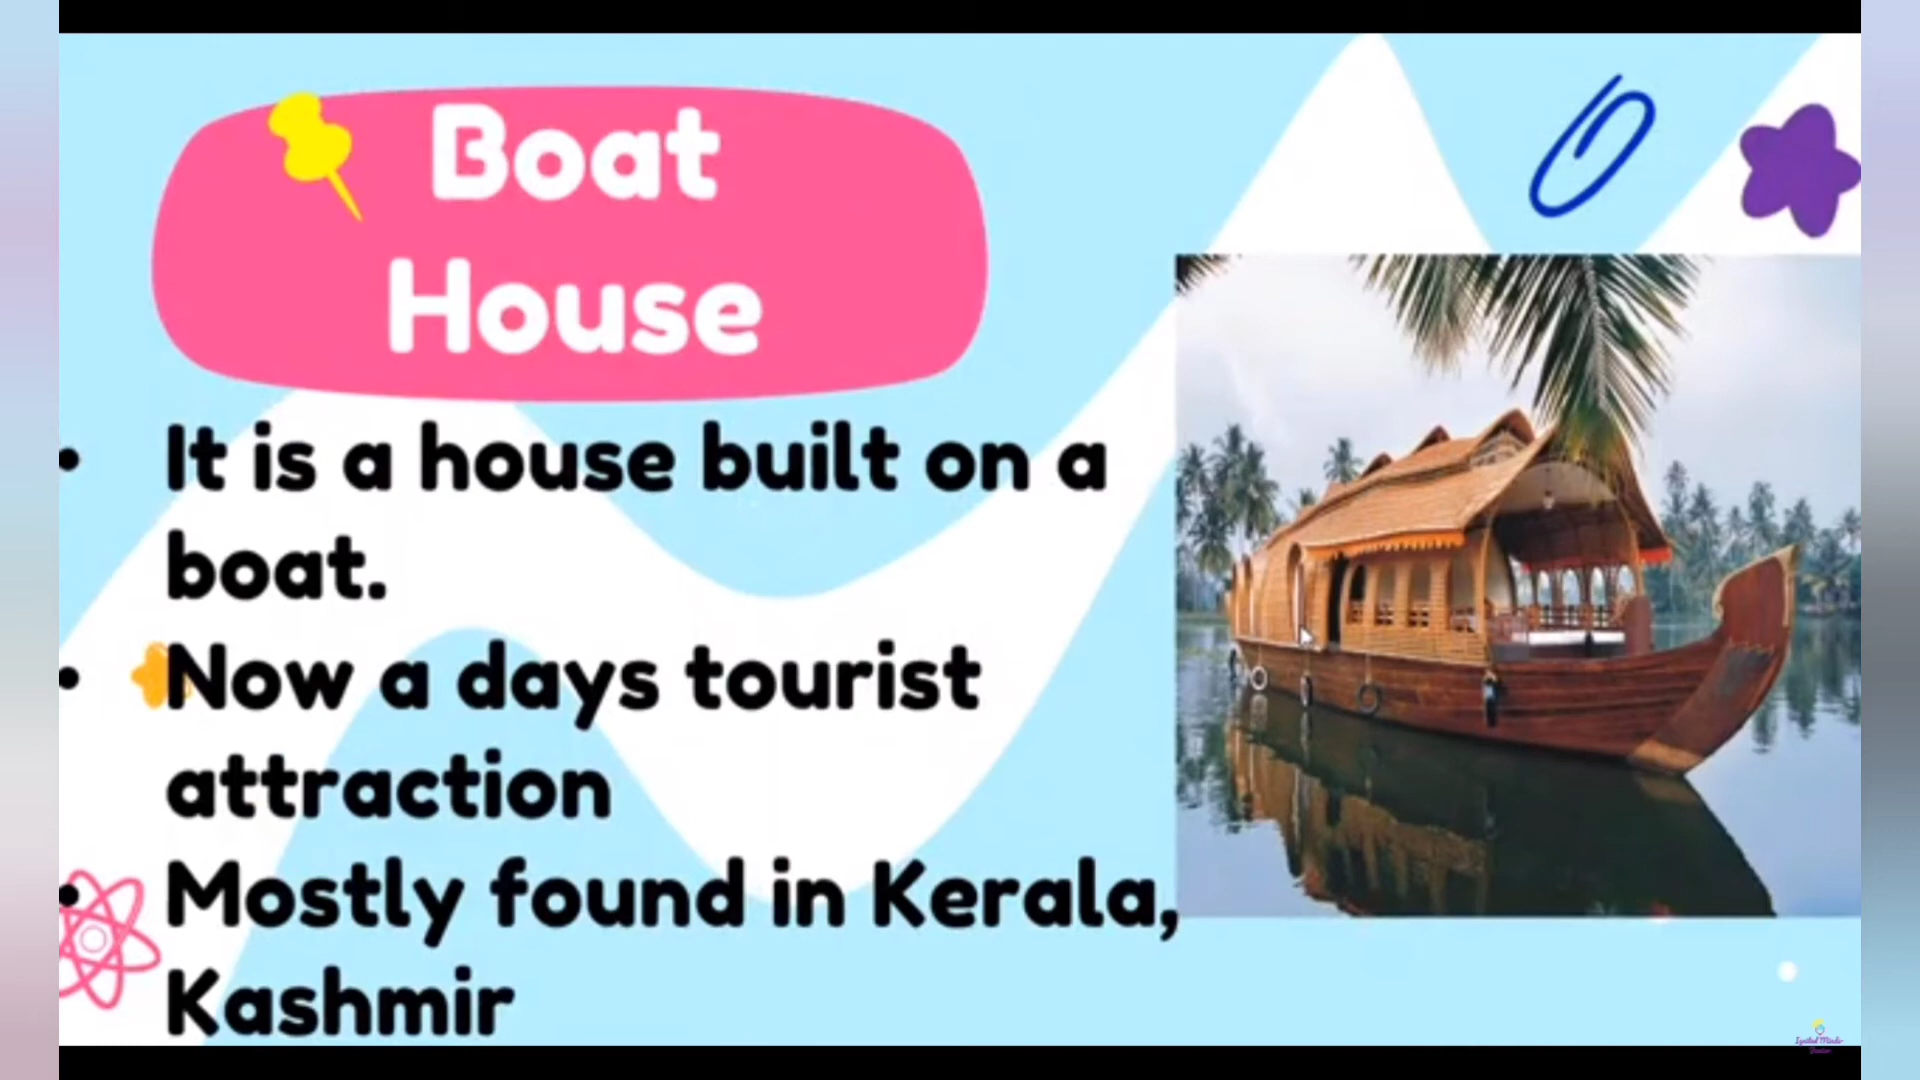 Boat
House
• It is a house built on a
boat.
• Now a days tourist
attraction
• Mostly found in Kerala,
Kashmir